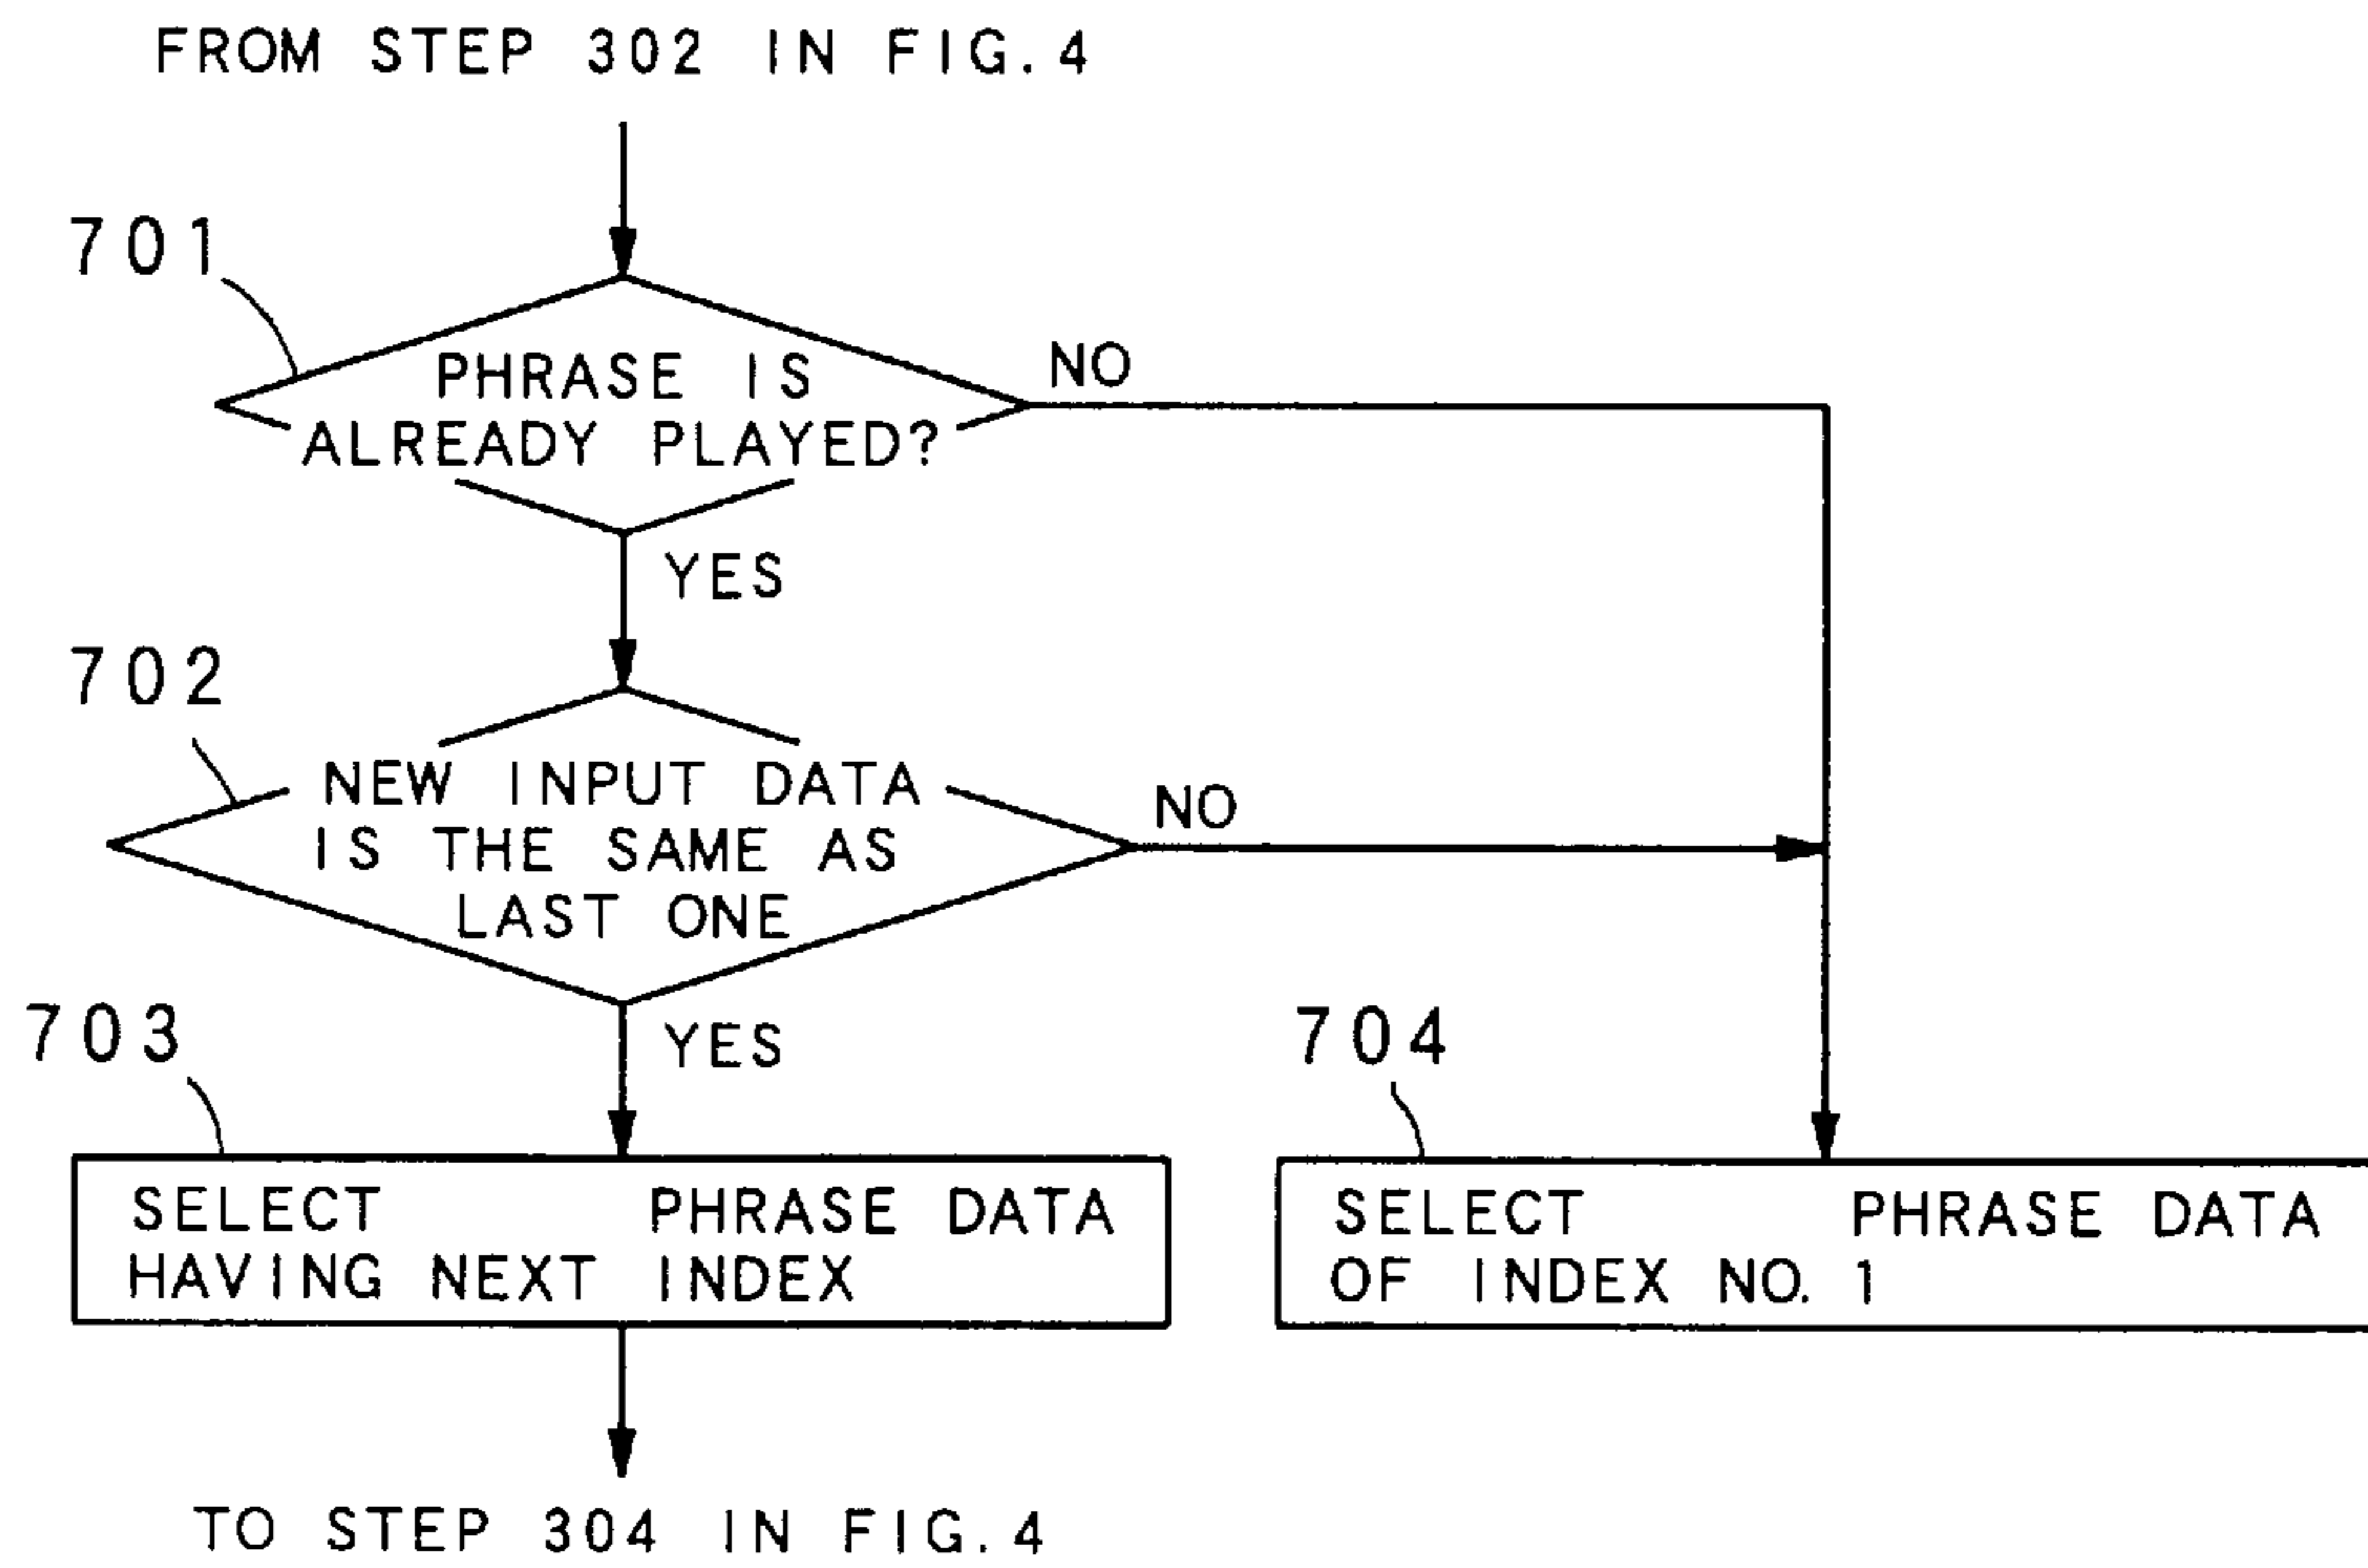 FROM STEP 302 IN FIG. 4
701
PHRASE IS
ALREADY PLAYED?
NO
YES
702
NEW INPUT DATA
IS THE SAME AS
LAST ONE
NO
YES
703
SELECT PHRASE DATA
HAVING NEXT INDEX
704
SELECT PHRASE DATA
OF INDEX NO. 1
TO STEP 304 IN FIG. 4